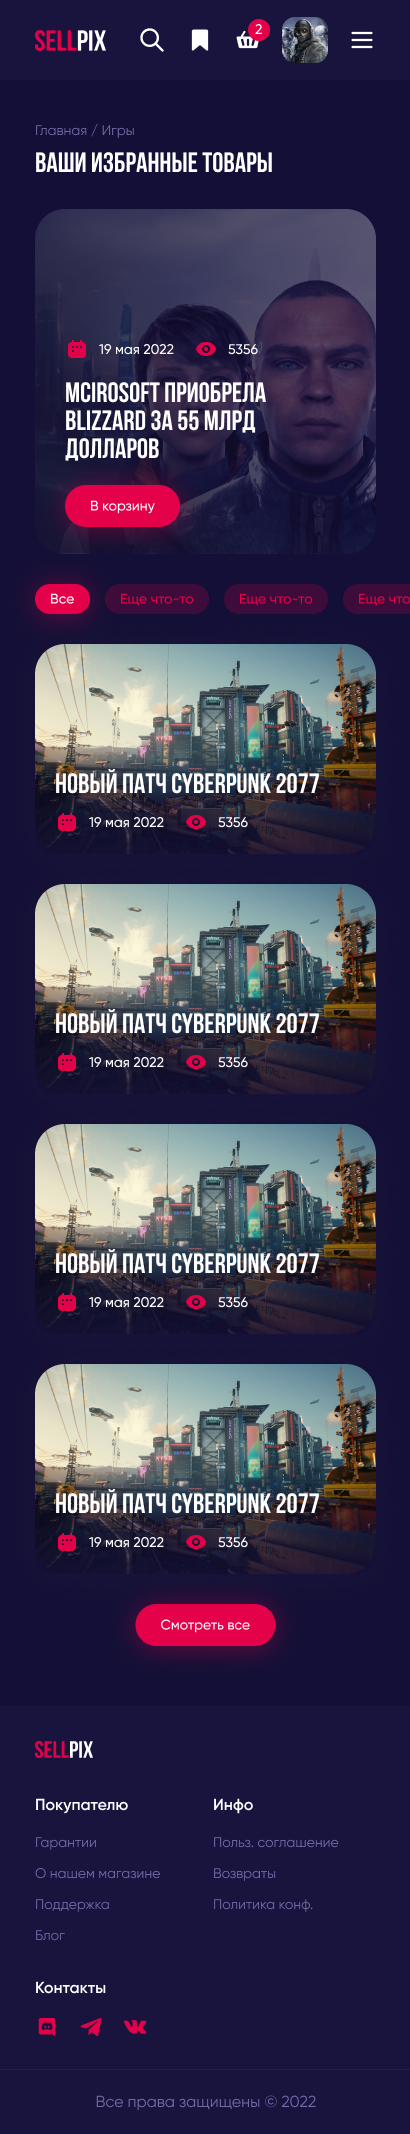 SELLPIX
2
Главная / Игры
ВАШИ ИЗБРАННЫЕ ТОВАРЫ
19 мая 2022 5356
MCIROSOFT ПРИОБРЕЛА
BLIZZARD ЗА 55 МЛРД
ДОЛЛАРОВ
В корзину
Все Еще что-то Еще что-то Еще что
НОВЫЙ ПАТЧ CYBERPUNK 2077
19 мая 2022 5356
НОВЫЙ ПАТЧ CYBERPUNK 2077
19 мая 2022 5356
НОВЫЙ ПАТЧ CYBERPUNK 2077
19 мая 2022 5356
НОВЫЙ ПАТЧ CYBERPUNK 2077
19 мая 2022 5356
Смотреть все
SELLPIX
Покупателю
Гарантии
О нашем магазине
Поддержка
Блог
Инфо
Польз. соглашение
Возвраты
Политика конф.
Контакты
Все права защищены © 2022